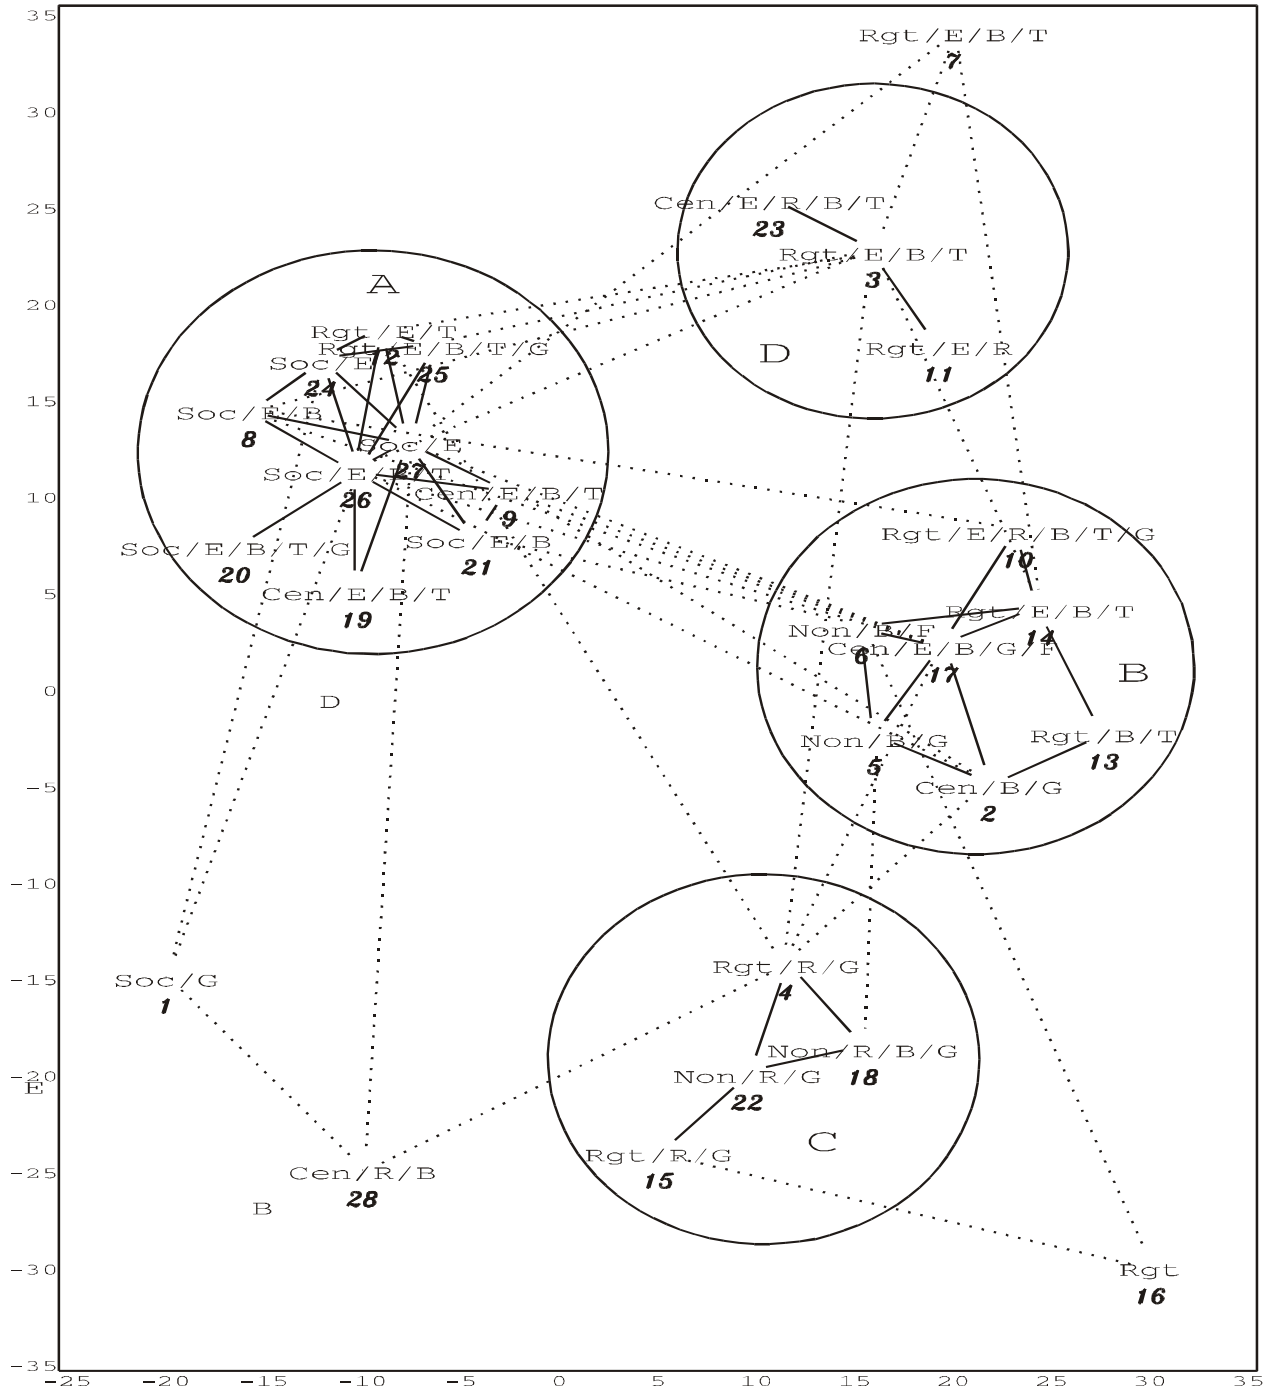 35
Rgt/E/B/T
7
30
25
Cen/E/R/B/T
23
Rgt/E/B/T
3
A
20
Rgt/E/T
Rgt/E/B/T/G
12
Rgt/E/R
D
Soc/E
25
11
24
15
Soc/E/B
8
Soc/E
27
Soc/E/B/T
10
26
Cen/E/B/T
9
Rgt/E/R/B/T/G
10
Soc/E/B
21
Soc/E/B/T/G
20
5
Cen/E/B/T
19
Rgt/E/B/T
14
Non/B/F
6
Cen/E/B/G/F
17
B
0
D
Non/B/G
5
Rgt/B/T
13
-5
Cen/B/G
2
-10
Rgt/R/G
4
-15
Soc/G
1
Non/R/B/G
18
-20
E
Non/R/G
22
C
Rgt/R/G
15
-25
Cen/R/B
28
B
-30
Rgt
16
-35
-25 -20 -15 -10 -5 0 5 10 15 20 25 30 35